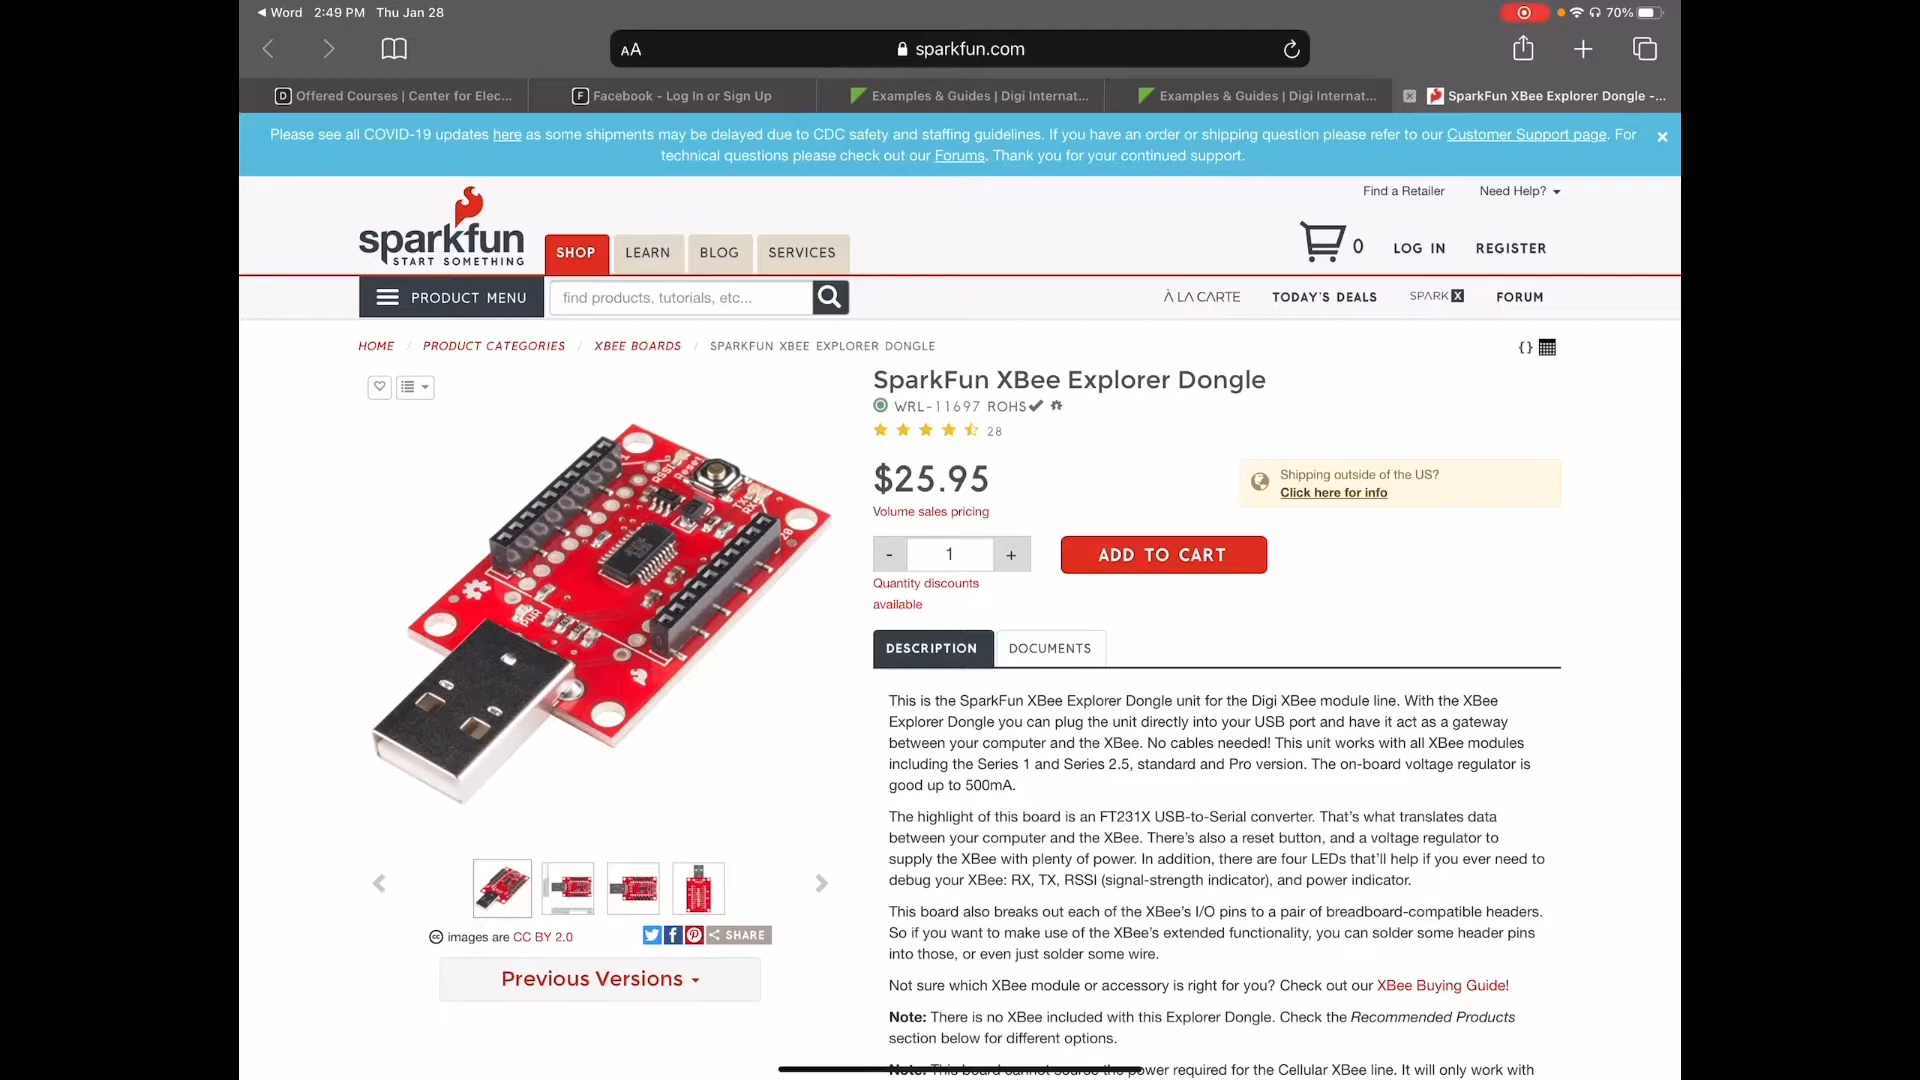 Word 2:49 PM Thu Jan 28
70%
AA sparkfun.com
D Offered Courses | Center for Elec...
F Facebook - Log In or Sign Up
Examples & Guides | Digi Internat...
Examples & Guides | Digi Internat...
SparkFun XBee Explorer Dongle -...
Please see all COVID-19 updates here as some shipments may be delayed due to CDC safety and staffing guidelines. If you have an order or shipping question please refer to our Customer Support page. For
technical questions please check out our Forums. Thank you for your continued support.
Find a Retailer Need Help?
sparkfun
START SOMETHING
SHOP LEARN BLOG SERVICES
0 LOG IN REGISTER
PRODUCT MENU
find products, tutorials, etc...
À LA CARTE TODAY'S DEALS SPARK X FORUM
HOME / PRODUCT CATEGORIES / XBEE BOARDS / SPARKFUN XBEE EXPLORER DONGLE
{}
SparkFun XBee Explorer Dongle
WRL-11697 ROHS
28
RSSI
Reset
TX
RX
20
PWR
$25.95
Volume sales pricing
Shipping outside of the US?
Click here for info
- 1 +
ADD TO CART
Quantity discounts
available
DESCRIPTION DOCUMENTS
This is the SparkFun XBee Explorer Dongle unit for the Digi XBee module line. With the XBee
Explorer Dongle you can plug the unit directly into your USB port and have it act as a gateway
between your computer and the XBee. No cables needed! This unit works with all XBee modules
including the Series 1 and Series 2.5, standard and Pro version. The on-board voltage regulator is
good up to 500mA.
The highlight of this board is an FT231X USB-to-Serial converter. That's what translates data
between your computer and the XBee. There's also a reset button, and a voltage regulator to
supply the XBee with plenty of power. In addition, there are four LEDs that'll help if you ever need to
debug your XBee: RX, TX, RSSI (signal-strength indicator), and power indicator.
This board also breaks out each of the XBee's I/O pins to a pair of breadboard-compatible headers.
So if you want to make use of the XBee's extended functionality, you can solder some header pins
into those, or even just solder some wire.
Not sure which XBee module or accessory is right for you? Check out our XBee Buying Guide!
Note: There is no XBee included with this Explorer Dongle. Check the Recommended Products
section below for different options.
Note: This board cannot source the power required for the Cellular XBee line. It will only work with
cc images are CC BY 2.0
SHARE
Previous Versions